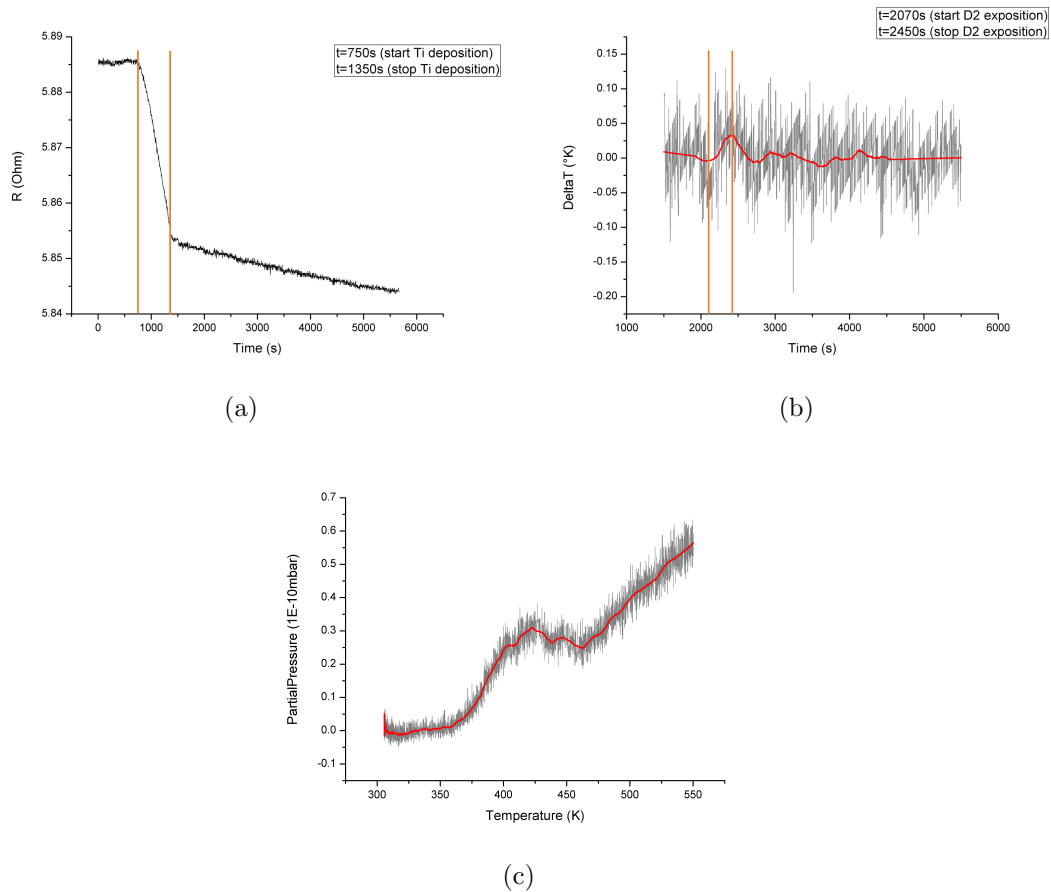 t=750s (start Ti deposition)
t=1350s (stop Ti deposition)
5.89
5.88
5.87
5.86
5.85
5.84
R (Ohm)
0 1000 2000 3000 4000 5000 6000
Time (s)
(a)
t=2070s (start D2 exposition)
t=2450s (stop D2 exposition)
0.15
0.10
0.05
0.00
-0.05
-0.10
-0.15
-0.20
DeltaT (°K)
1000 2000 3000 4000 5000 6000
Time (s)
(b)
0.7
0.6
0.5
0.4
0.3
0.2
0.1
0.0
-0.1
PartialPressure (1E-10mbar)
300 350 400 450 500 550
Temperature (K)
(c)